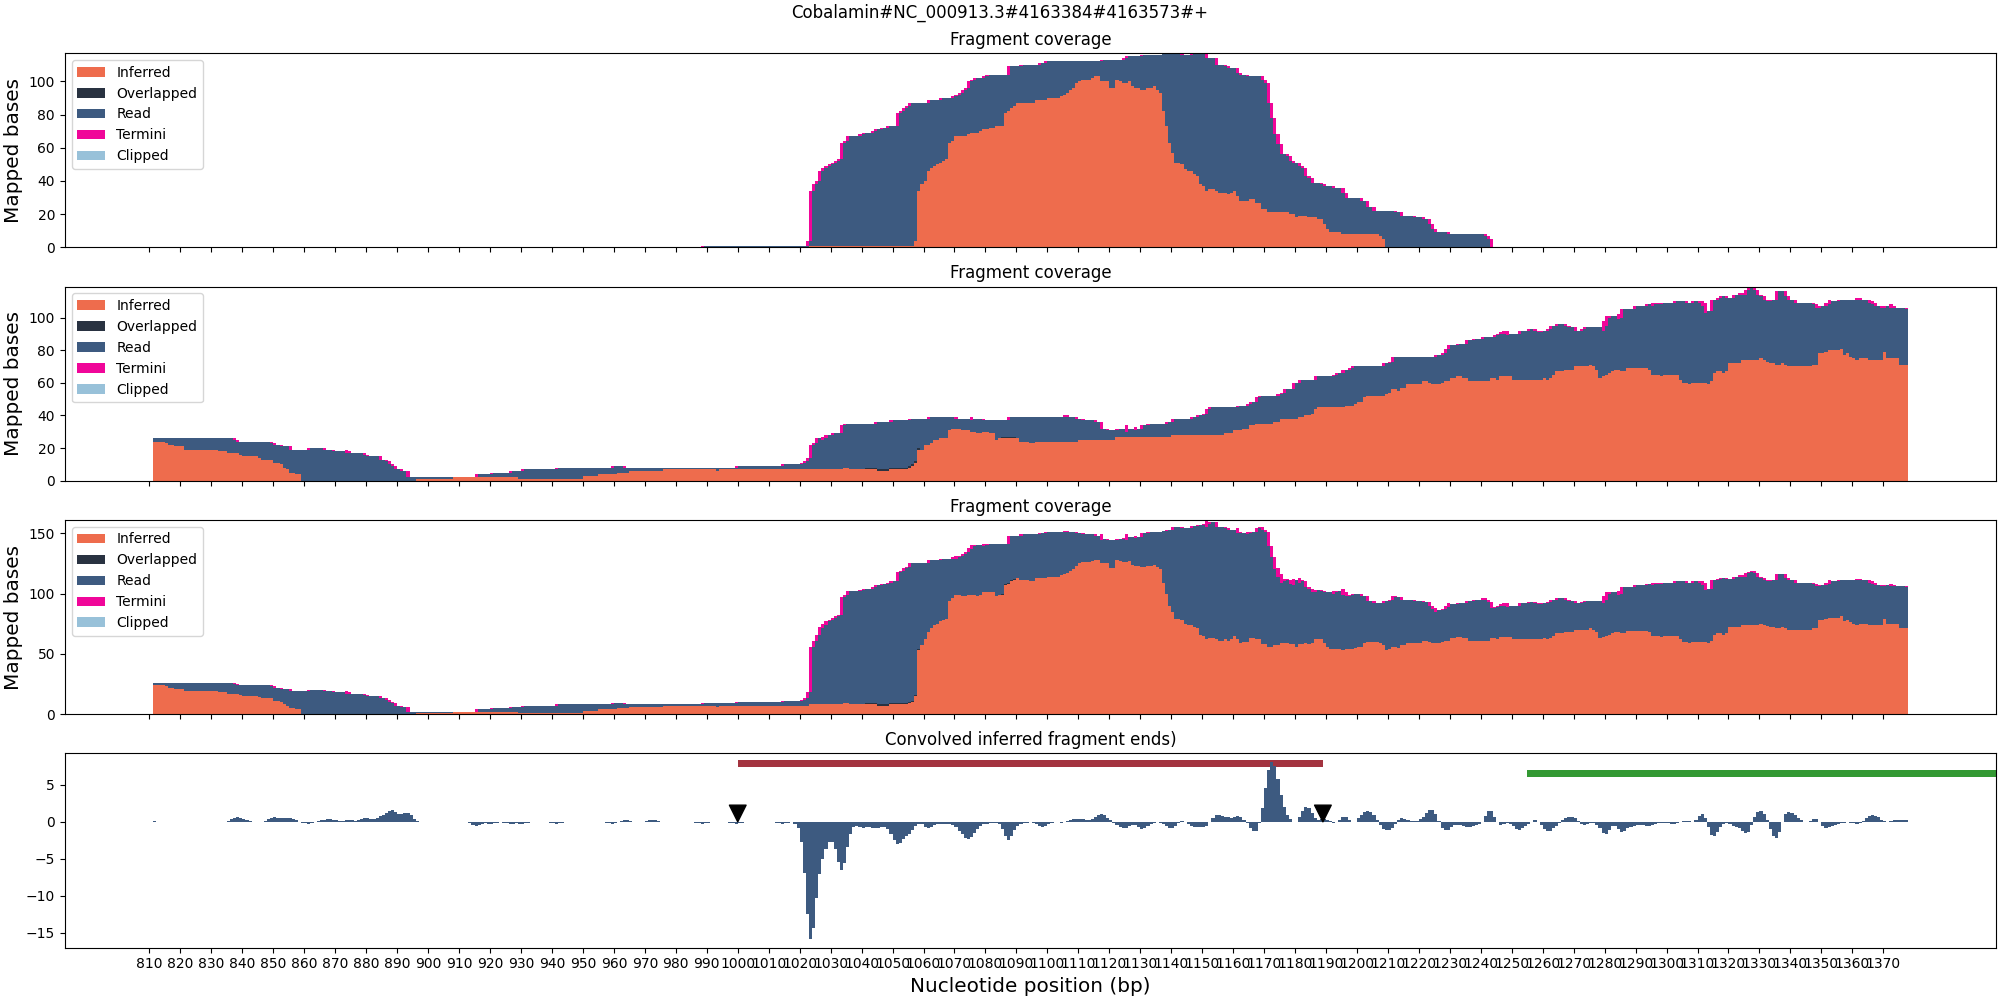 Cobalamin#NC_000913.3#4163384#4163573#+
Fragment coverage
Mapped bases
100
80
60
40
20
0
Inferred
Overlapped
Read
Termini
Clipped
Fragment coverage
Mapped bases
100
80
60
40
20
0
Inferred
Overlapped
Read
Termini
Clipped
Fragment coverage
Mapped bases
150
100
50
0
Inferred
Overlapped
Read
Termini
Clipped
Convolved inferred fragment ends)
5
0
−5
−10
−15
810 820 830 840 850 860 870 880 890 900 910 920 930 940 950 960 970 980 990 1000 1010 1020 1030 1040 1050 1060 1070 1080 1090 1100 1110 1120 1130 1140 1150 1160 1170 1180 1190 1200 1210 1220 1230 1240 1250 1260 1270 1280 1290 1300 1310 1320 1330 1340 1350 1360 1370
Nucleotide position (bp)